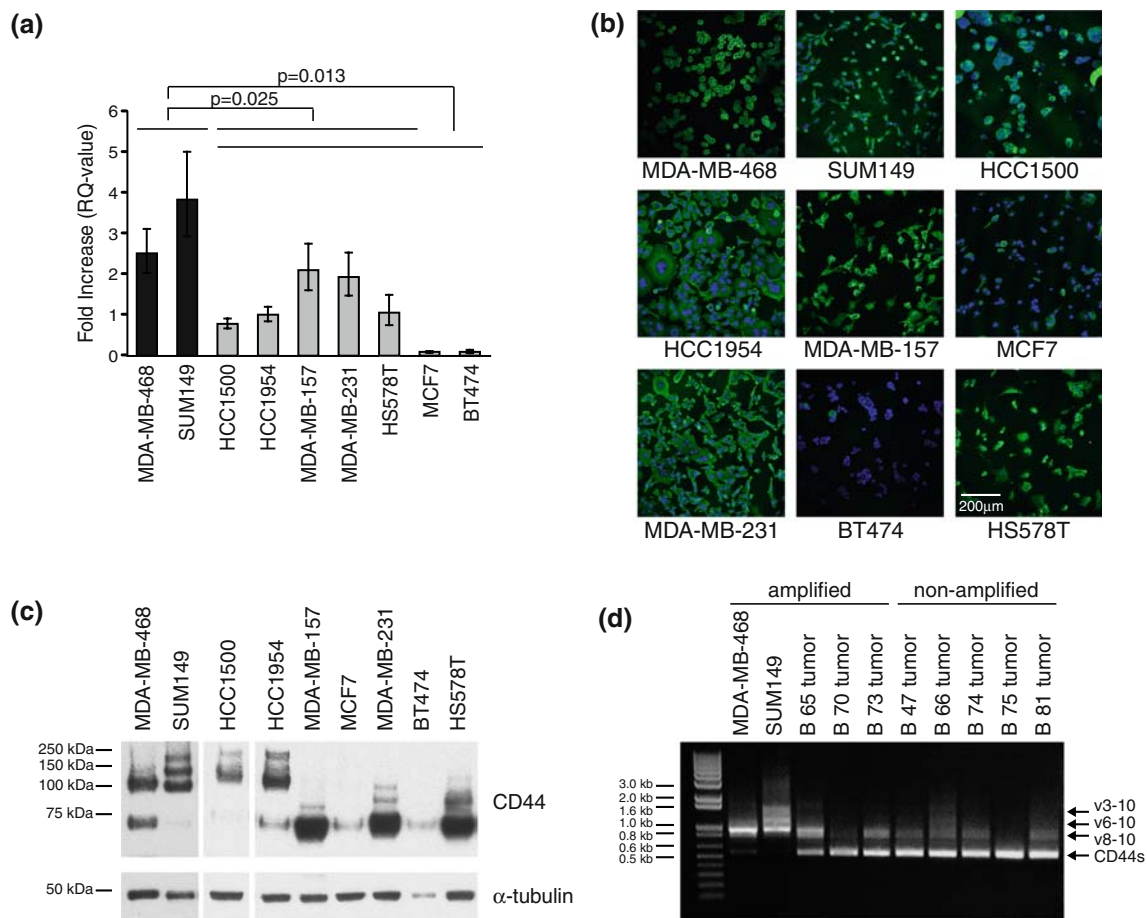 (a)
p=0.013
p=0.025
Fold Increase (RQ-value)
6
5
4
3
2
1
0
MDA-MB-468
SUM149
HCC1500
HCC1954
MDA-MB-157
MDA-MB-231
HS578T
MCF7
BT474
(b)
MDA-MB-468
SUM149
HCC1500
HCC1954
MDA-MB-157
MCF7
200µm
MDA-MB-231
BT474
HS578T
(c)
MDA-MB-468
SUM149
HCC1500
HCC1954
MDA-MB-157
MCF7
MDA-MB-231
BT474
HS578T
250 kDa
150 kDa
100 kDa
75 kDa
CD44
50 kDa
α-tubulin
(d)
amplified
non-amplified
MDA-MB-468
SUM149
B 65 tumor
B 70 tumor
B 73 tumor
B 47 tumor
B 66 tumor
B 74 tumor
B 75 tumor
B 81 tumor
3.0 kb
2.0 kb
1.6 kb
1.0 kb
0.8 kb
0.6 kb
0.5 kb
v3-10
v6-10
v8-10
CD44s